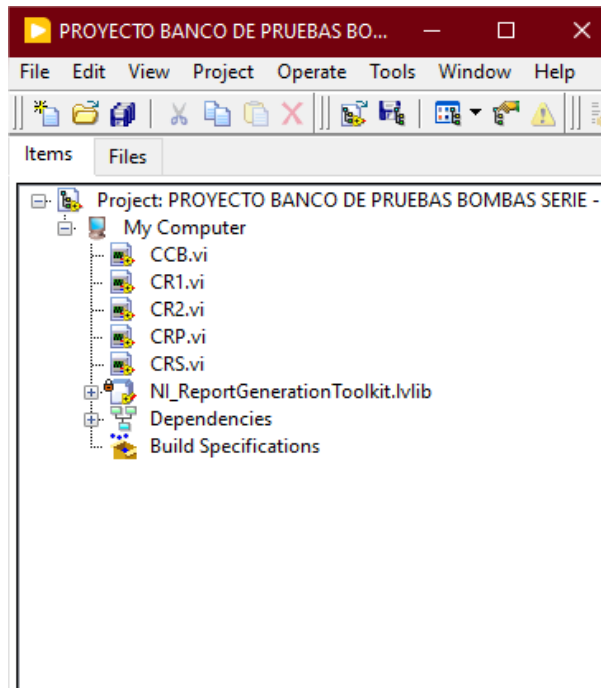 PROYECTO BANCO DE PRUEBAS BO...
File Edit View Project Operate Tools Window Help
Items Files
Project: PROYECTO BANCO DE PRUEBAS BOMBAS SERIE -
My Computer
CCB.vi
CR1.vi
CR2.vi
CRP.vi
CRS.vi
NI_ReportGenerationToolkit.lvlib
Dependencies
Build Specifications